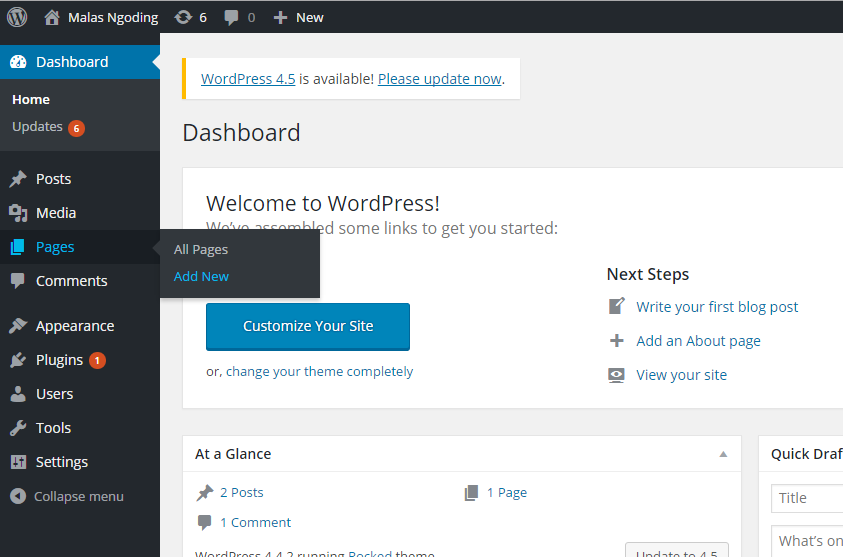 Malas Ngoding 6 0 New
Dashboard
Home
Updates 6
Posts
Media
Pages
Comments
Appearance
Plugins 1
Users
Tools
Settings
Collapse menu
All Pages
Add New
WordPress 4.5 is available! Please update now.
Dashboard
Welcome to WordPress!
We've assembled some links to get you started:
Customize Your Site
or, change your theme completely
Next Steps
Write your first blog post
Add an About page
View your site
At a Glance
2 Posts
1 Page
1 Comment
WordPress 4.4.2 running Rocked theme.
Update to 4.5
Quick Draf
Title
What's on